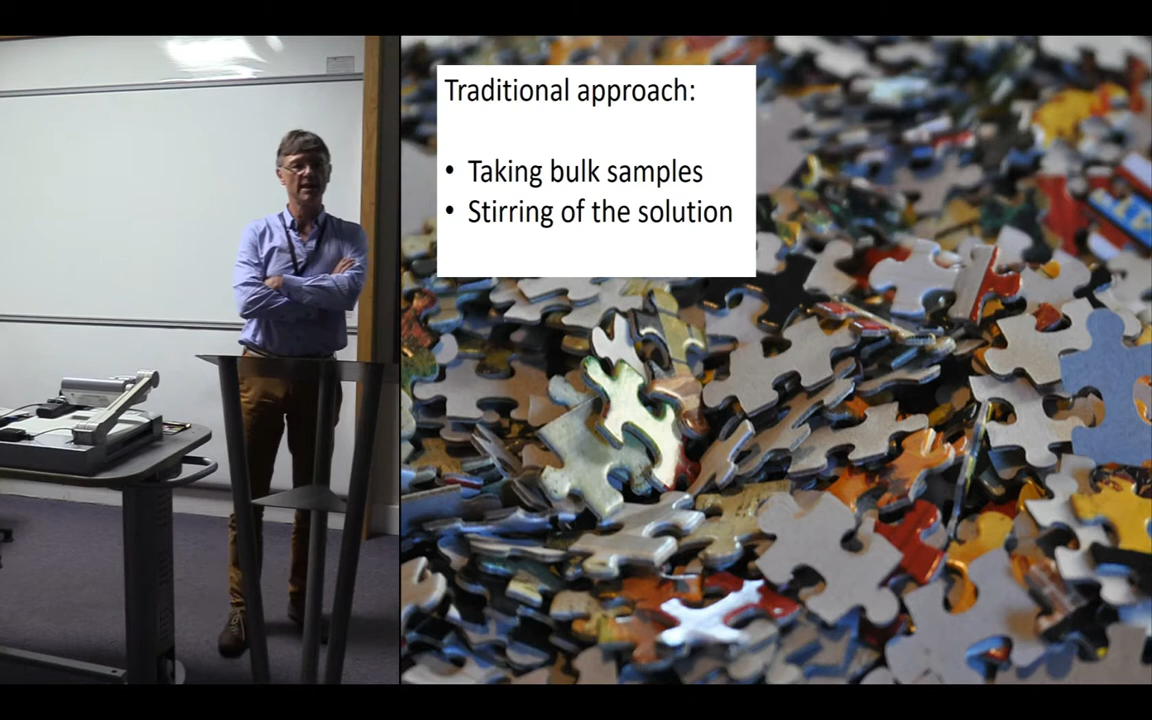 Traditional approach:
• Taking bulk samples
• Stirring of the solution